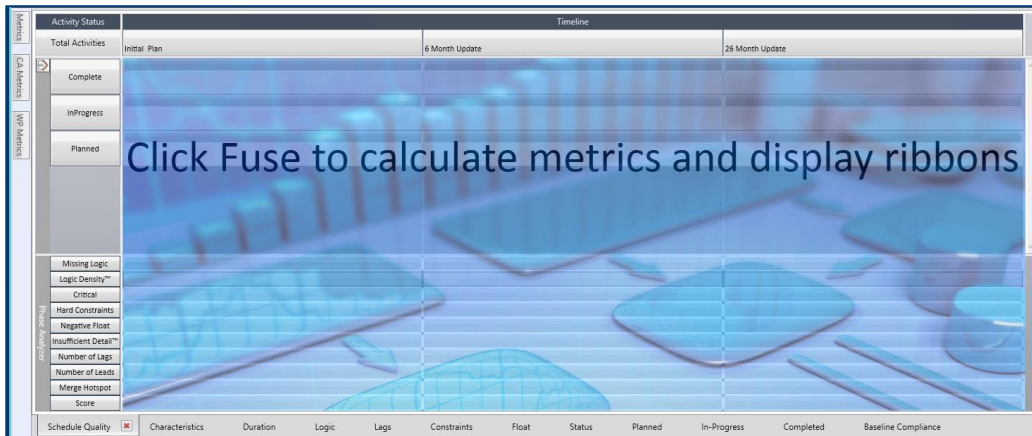 Metrics
CA Metrics
WP Metrics
Activity Status
Timeline
Total Activities
Initial Plan
6 Month Update
26 Month Update
Complete
InProgress
Planned
Click Fuse to calculate metrics and display ribbons
Phase Analyzer
Missing Logic
Logic Density™
Critical
Hard Constraints
Negative Float
Insufficient Detail™
Number of Lags
Number of Leads
Merge Hotspot
Score
Schedule Quality Characteristics Duration Logic Lags Constraints Float Status Planned In-Progress Completed Baseline Compliance